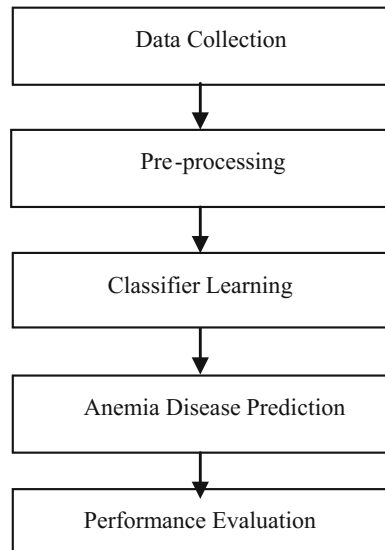 Data Collection
Pre-processing
Classifier Learning
Anemia Disease Prediction
Performance Evaluation